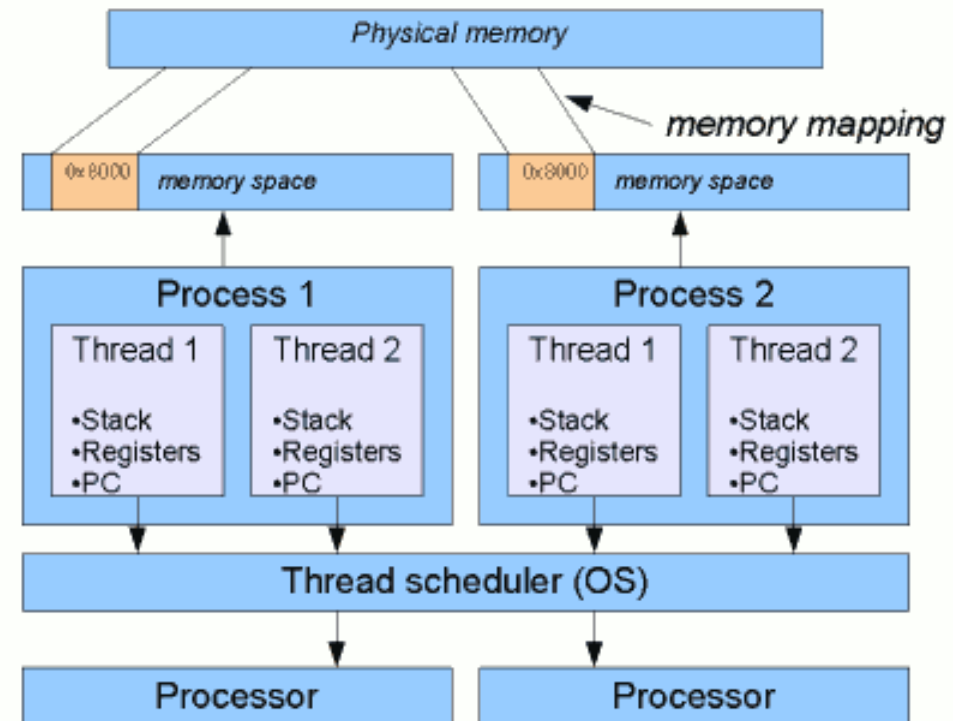 Physical memory
memory mapping
0x8000 memory space
0x8000 memory space
Process 1
Thread 1
•Stack
•Registers
•PC
Thread 2
•Stack
•Registers
•PC
Process 2
Thread 1
•Stack
•Registers
•PC
Thread 2
•Stack
•Registers
•PC
Thread scheduler (OS)
Processor
Processor